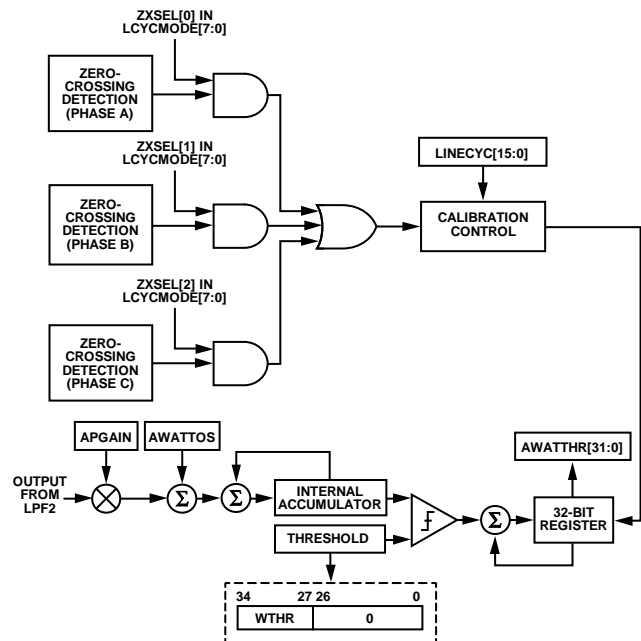 ZXSEL[0] IN
LCYCMODE[7:0]
ZERO-
CROSSING
DETECTION
(PHASE A)
ZXSEL[1] IN
LCYCMODE[7:0]
ZERO-
CROSSING
DETECTION
(PHASE B)
ZXSEL[2] IN
LCYCMODE[7:0]
ZERO-
CROSSING
DETECTION
(PHASE C)
LINECYC[15:0]
CALIBRATION
CONTROL
APGAIN
AWATTOS
AWATTHR[31:0]
OUTPUT
FROM
LPF2
Σ
Σ
INTERNAL
ACCUMULATOR
THRESHOLD
Σ
32-BIT
REGISTER
34 27 26 0
WTHR 0